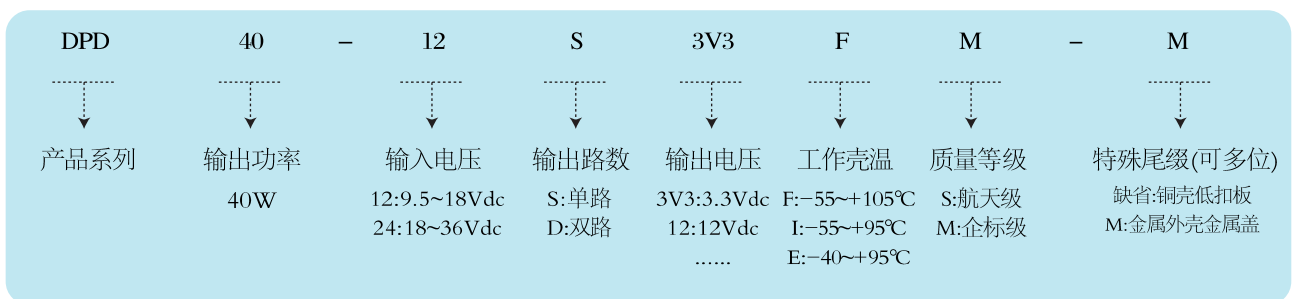 DPD 40 - 12 S 3V3 F M - M
产品系列 输出功率 输入电压 输出路数 输出电压 工作壳温 质量等级 特殊尾缀(可多位)
40W 12:9.5~18Vdc S:单路 3V3:3.3Vdc F:-55~+105℃ S:航天级 缺省:铜壳低扣板
24:18~36Vdc D:双路 12:12Vdc I:-55~+95℃ M:企标级 M:金属外壳金属盖
...... E:-40~+95℃